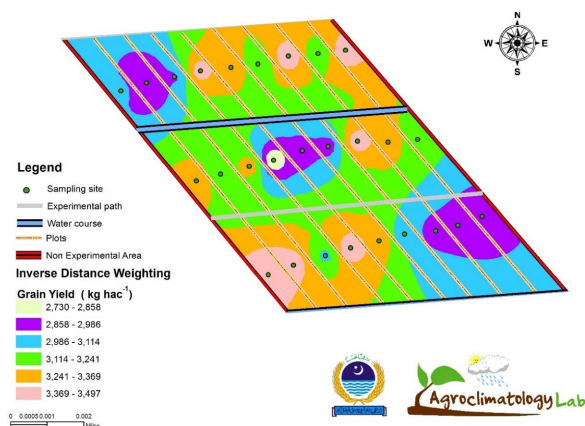 N
W E
S
Legend
Sampling site
Experimental path
Water course
Plots
Non Experimental Area
Inverse Distance Weighting
Grain Yield ( kg hac⁻¹)
2,730 - 2,858
2,858 - 2,986
2,986 - 3,114
3,114 - 3,241
3,241 - 3,369
3,369 - 3,497
0 0.0005 0.001 0.002
Miles
Agroclimatology Lab